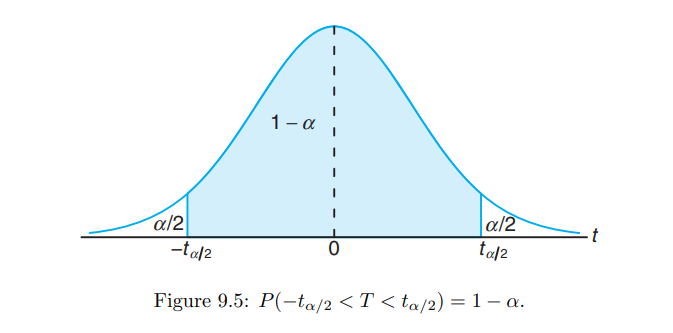 1 – α
α/2 α/2
t
–tα/2 0 tα/2
Figure 9.5: P(−tα/2 < T < tα/2) = 1 − α.